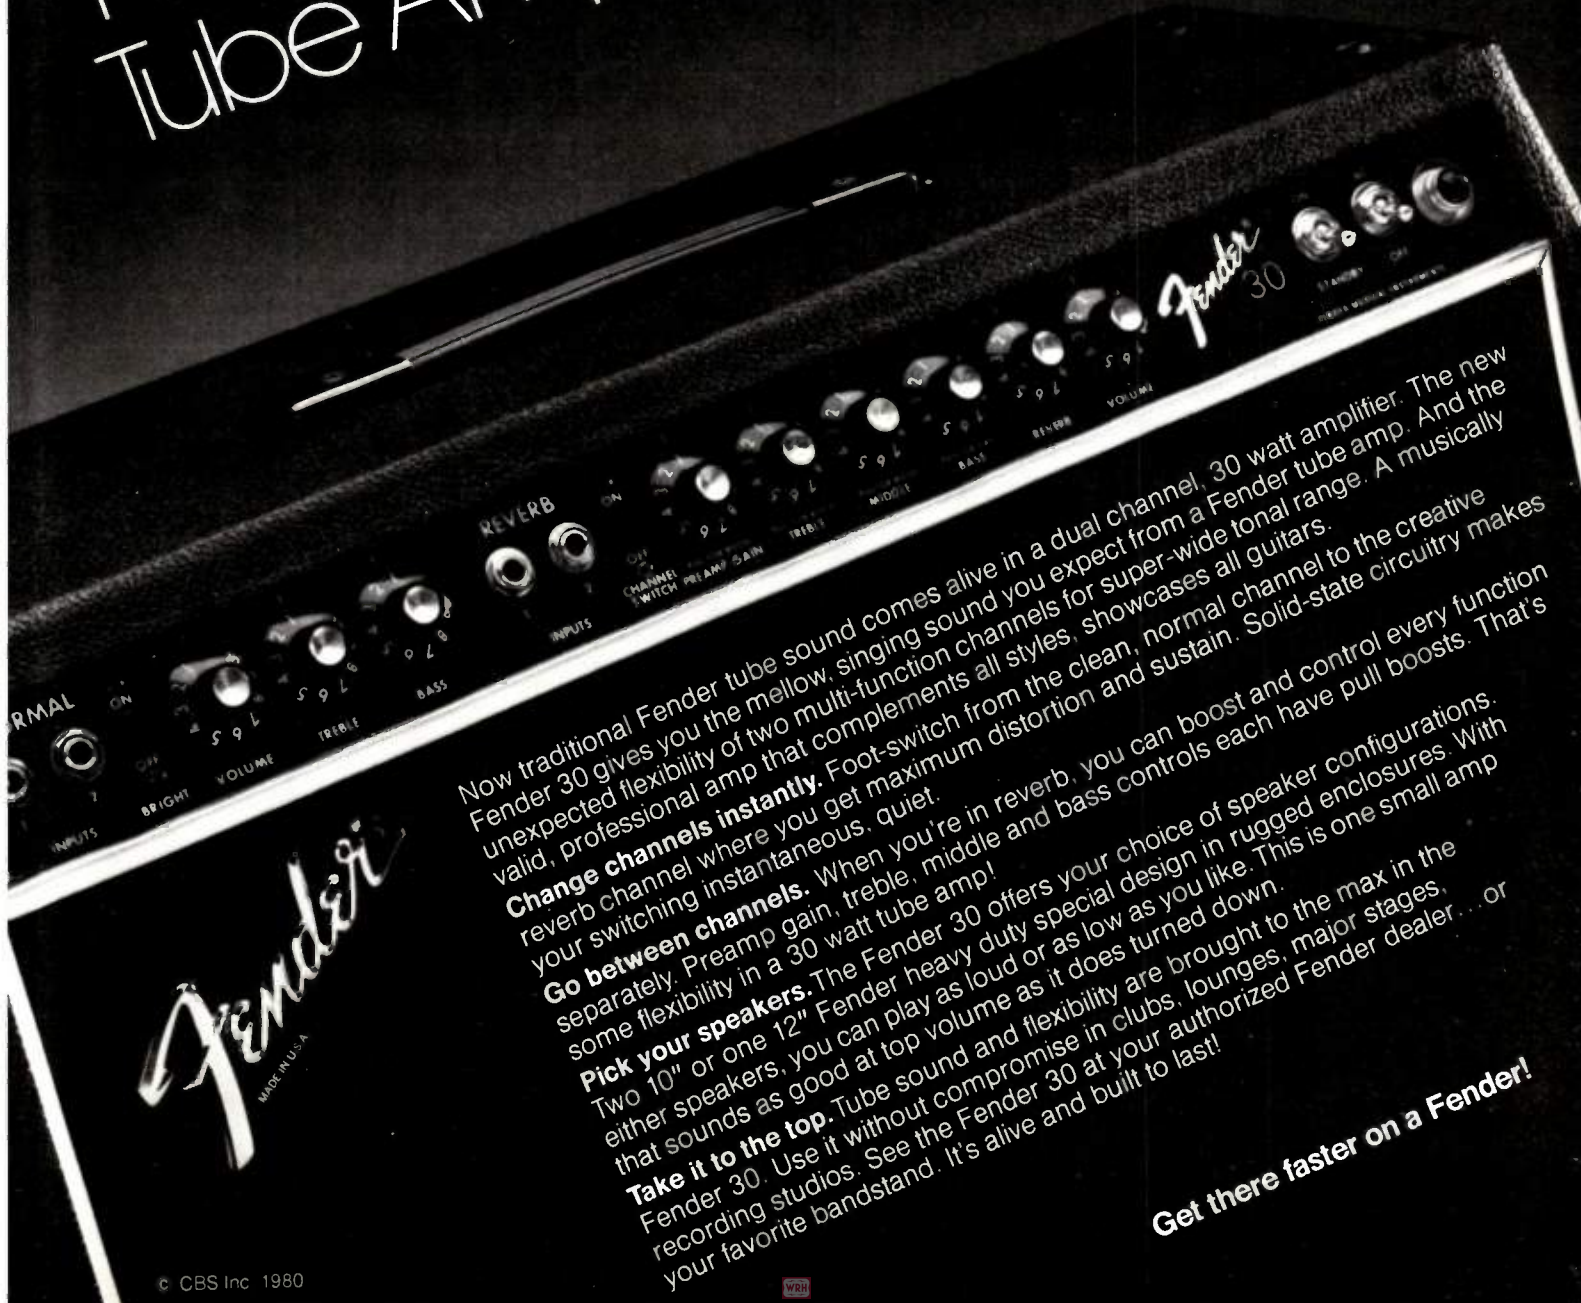 Tube
Fender
30
STANDBY
OFF
REVERB
ON
OFF
CHANNEL
SWITCH
PREAMP GAIN
TREBLE
MIDDLE
BASS
REVERB
VOLUME
1
2
INPUTS
ON
OFF
BRIGHT
VOLUME
TREBLE
BASS
2
INPUTS
Fender
MADE IN U.S.A.
Now traditional Fender tube sound comes alive in a dual channel, 30 watt amplifier. The new
Fender 30 gives you the mellow, singing sound you expect from a Fender tube amp. And the
unexpected flexibility of two multi-function channels for super-wide tonal range. A musically
valid, professional amp that complements all styles, showcases all guitars.
Change channels instantly. Foot-switch from the clean, normal channel to the creative
reverb channel where you get maximum distortion and sustain. Solid-state circuitry makes
your switching instantaneous, quiet.
Go between channels. When you're in reverb, you can boost and control every function
separately. Preamp gain, treble, middle and bass controls each have pull boosts. That's
some flexibility in a 30 watt tube amp!
Pick your speakers. The Fender 30 offers your choice of speaker configurations.
Two 10" or one 12" Fender heavy duty special design in rugged enclosures. With
either speakers, you can play as loud or as low as you like. This is one small amp
that sounds as good at top volume as it does turned down.
Take it to the top. Tube sound and flexibility are brought to the max in the
Fender 30. Use it without compromise in clubs, lounges, major stages,
recording studios. See the Fender 30 at your authorized Fender dealer...or
your favorite bandstand. It's alive and built to last!
Get there faster on a Fender!
© CBS Inc 1980
WRH